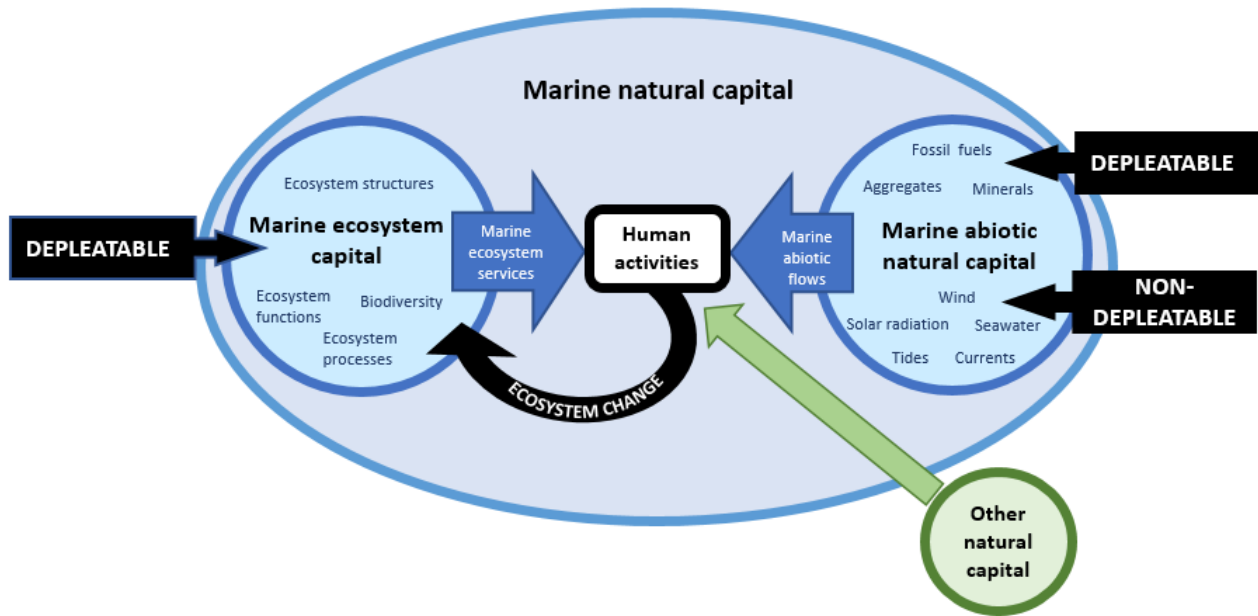 Marine natural capital
DEPLEATABLE
Ecosystem structures
Marine ecosystem
capital
Ecosystem
functions
Biodiversity
Ecosystem
processes
Marine
ecosystem
services
Human
activities
ECOSYSTEM CHANGE
Marine
abiotic
flows
Fossil fuels
Aggregates
Minerals
Marine abiotic
natural capital
Wind
Solar radiation
Seawater
Tides
Currents
DEPLEATABLE
NON-
DEPLEATABLE
Other
natural
capital